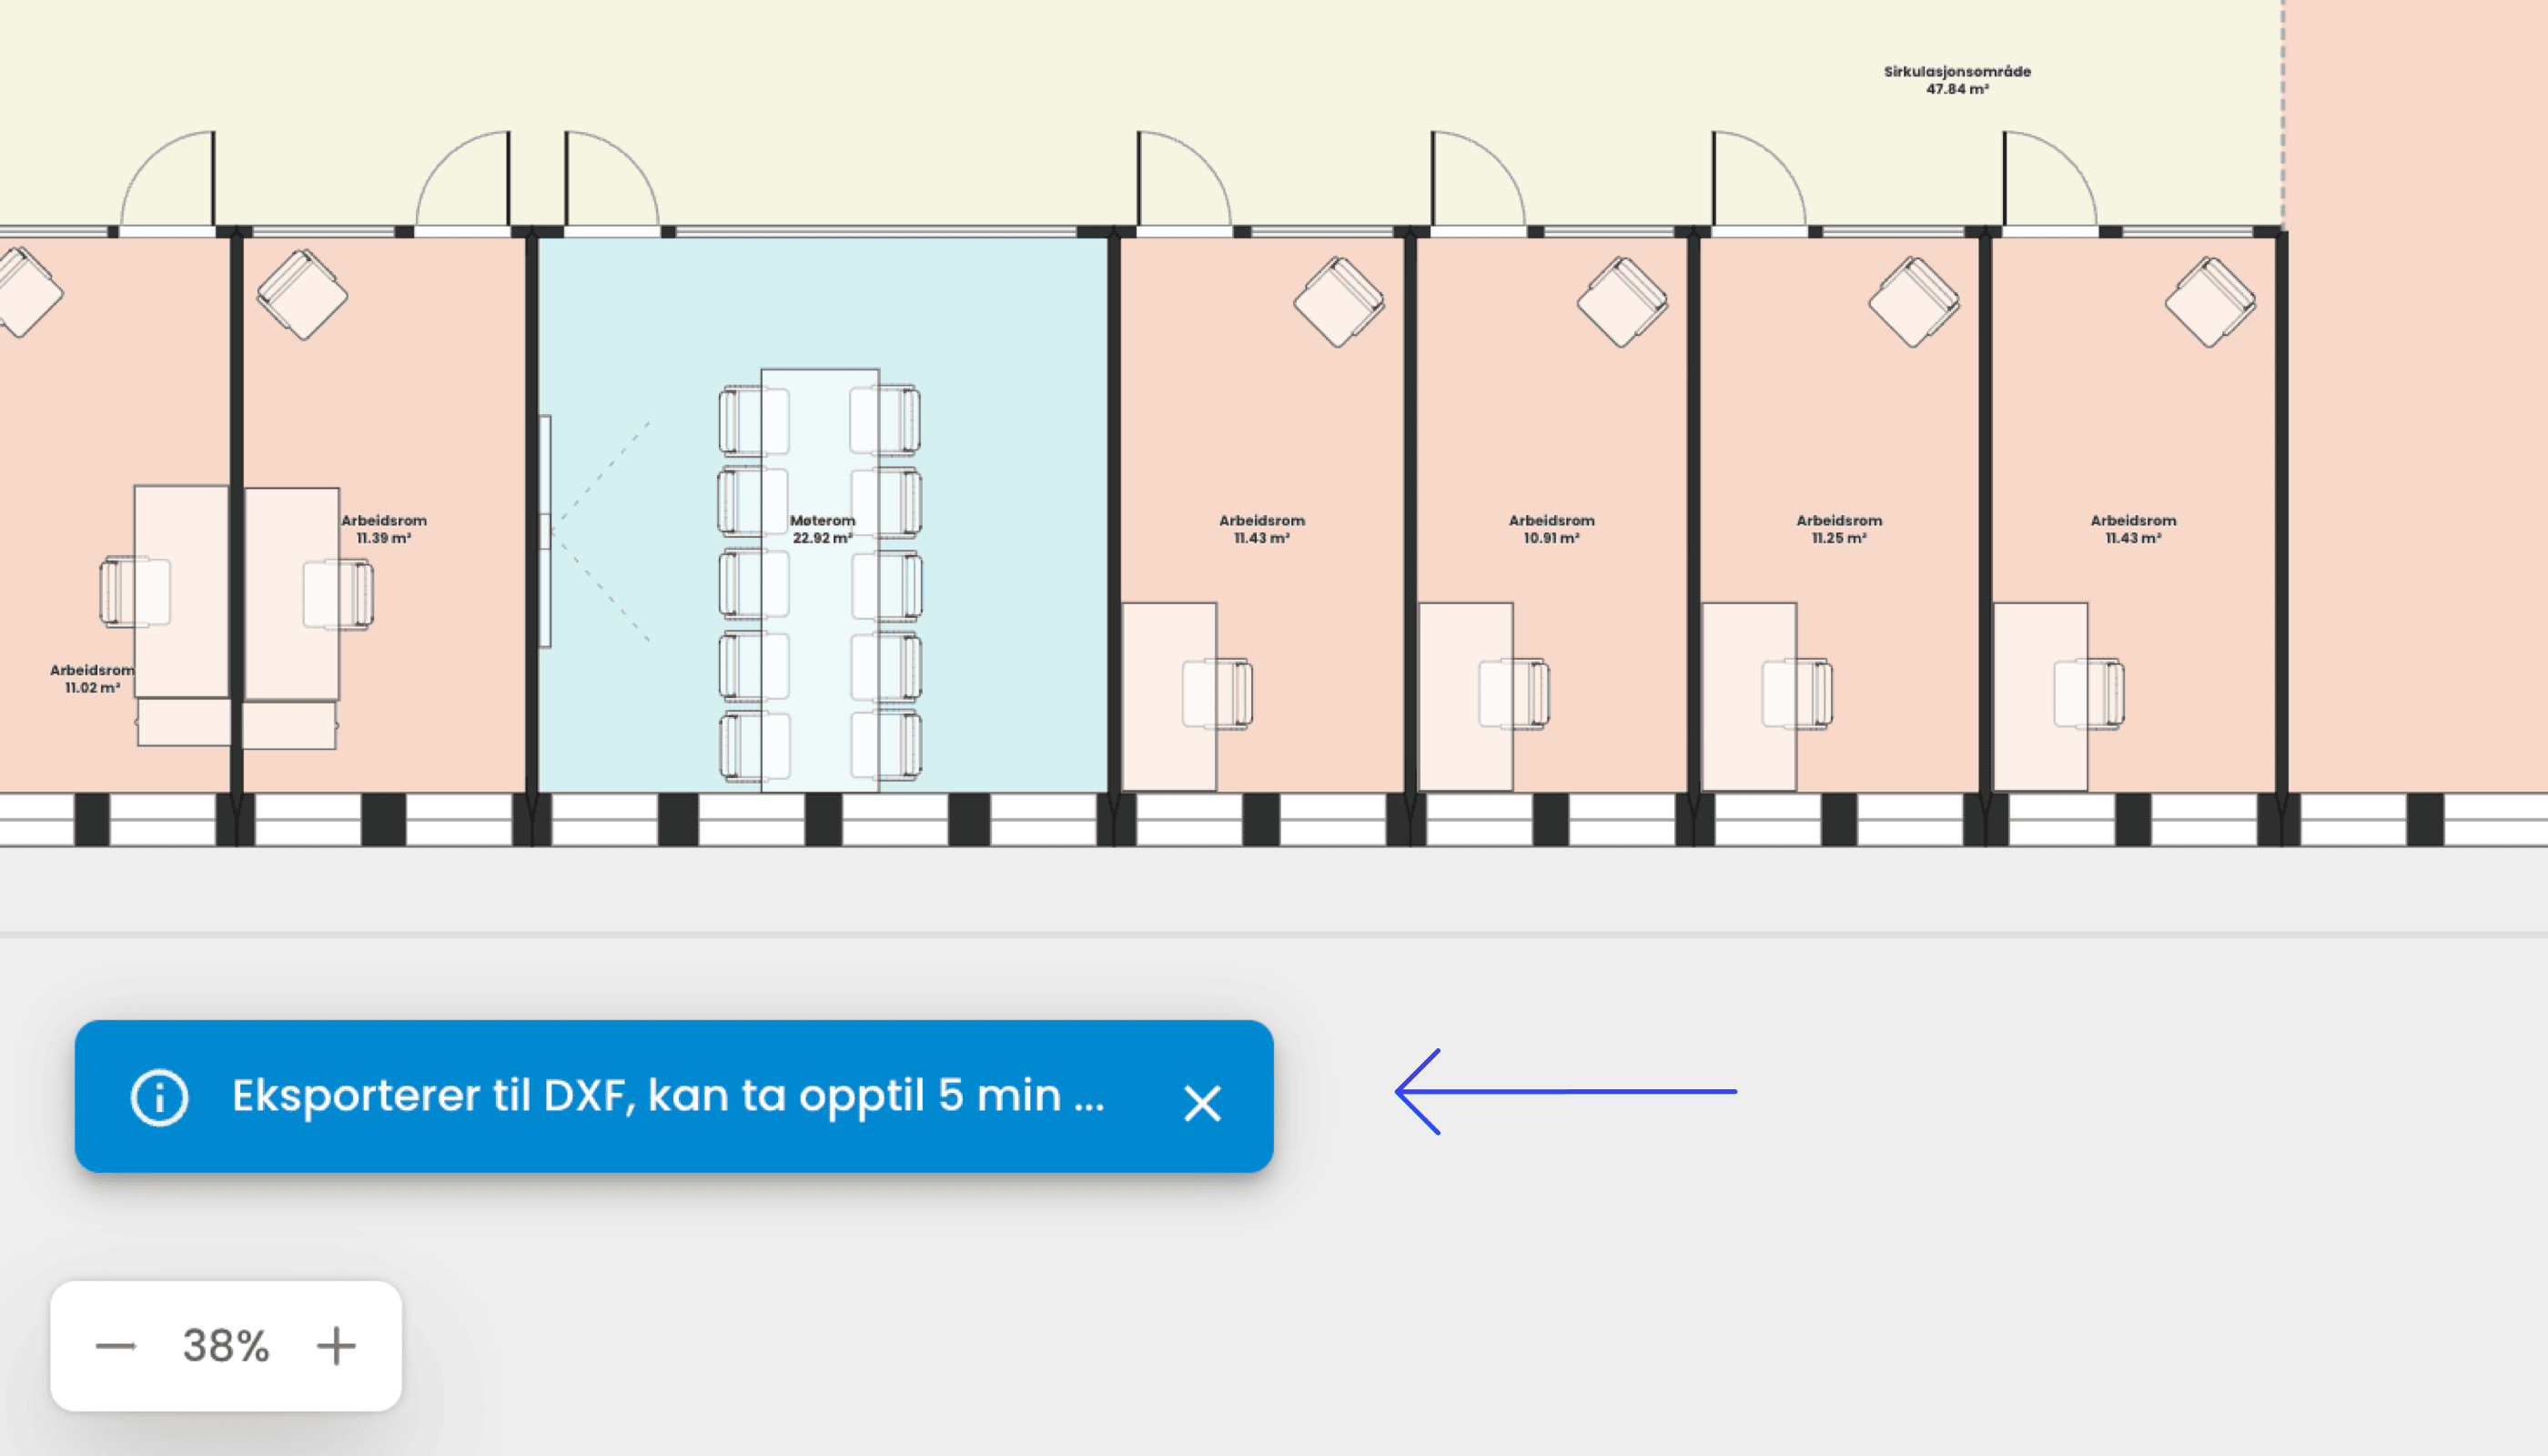 Sirkulasjonsområde
47.84 m²
Arbeidsrom
11.39 m²
Møterom
22.92 m²
Arbeidsrom
11.43 m²
Arbeidsrom
10.91 m²
Arbeidsrom
11.25 m²
Arbeidsrom
11.43 m²
Arbeidsrom
11.02 m²
Eksporterer til DXF, kan ta opptil 5 min ...
38%